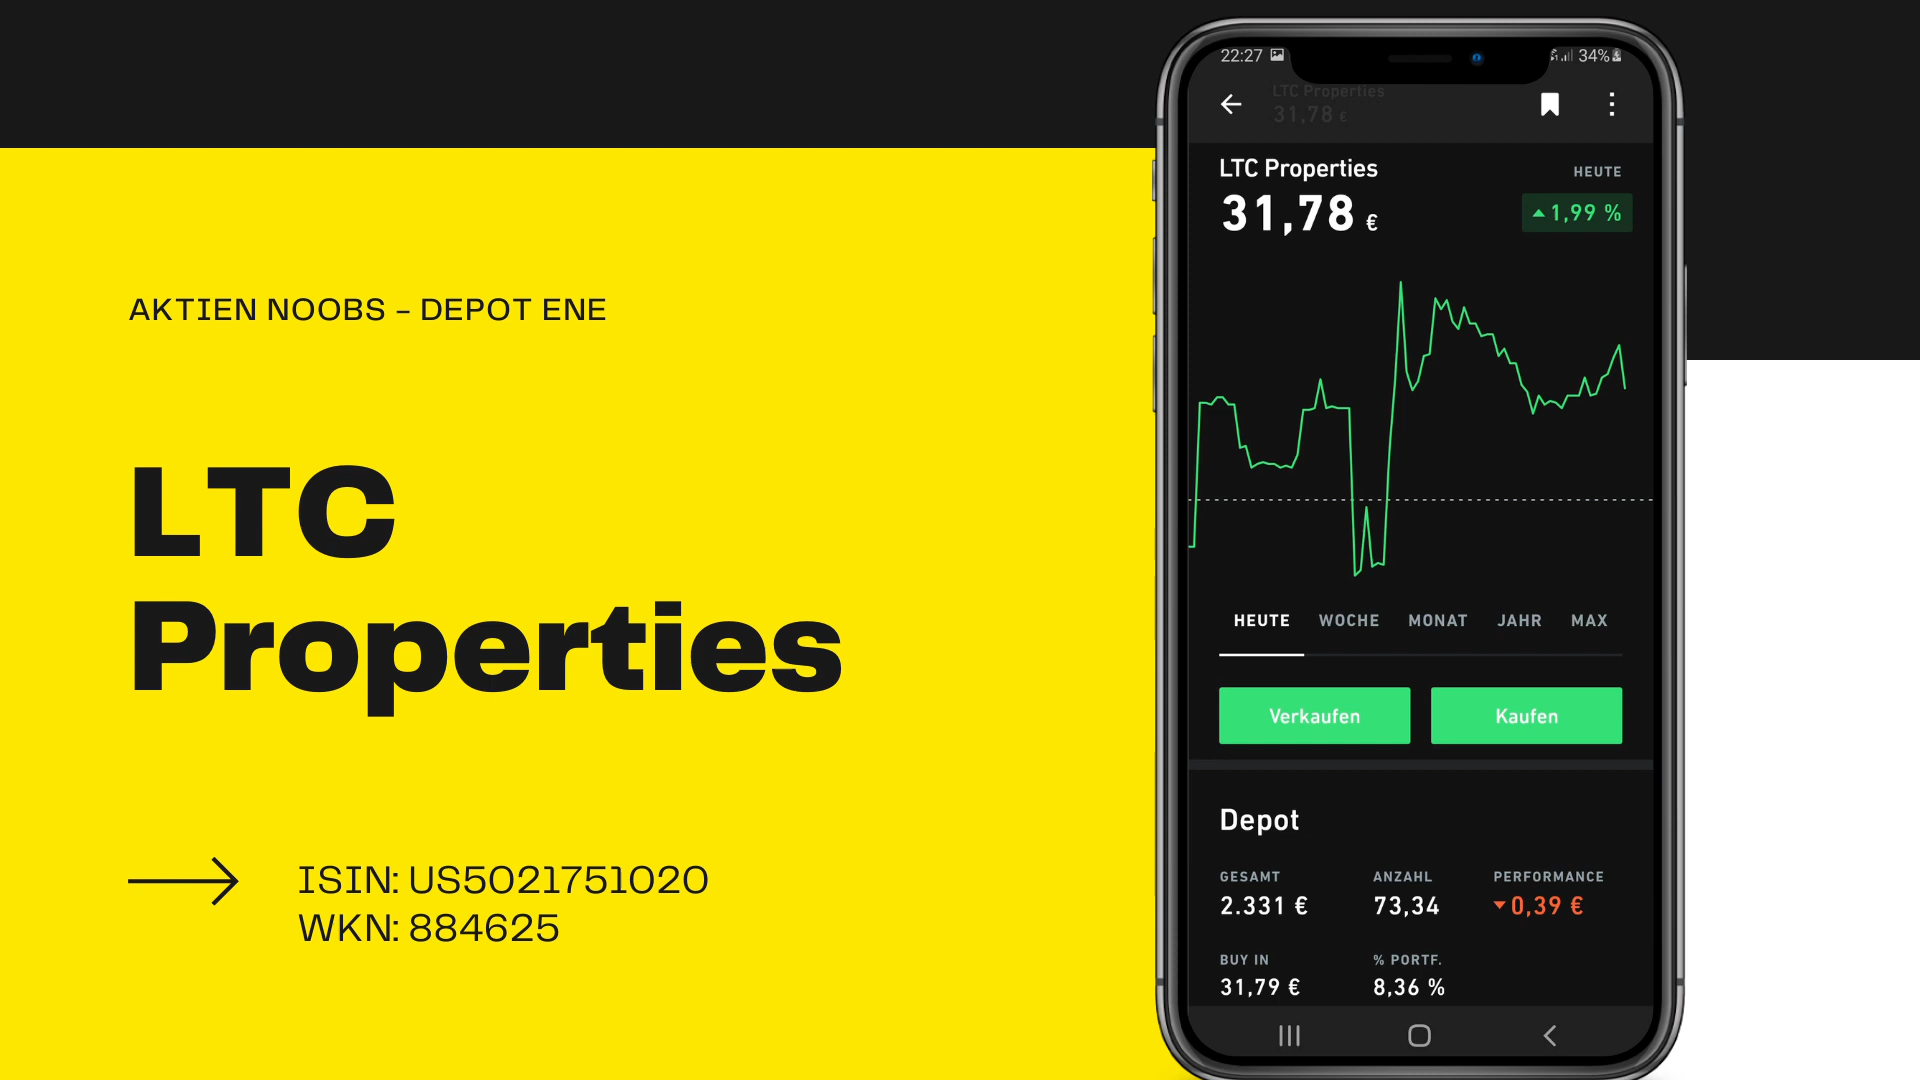 AKTIEN NOOBS – DEPOT ENE
LTC
Properties
ISIN: US5021751020
WKN: 884625
22:27
34%
LTC Properties
31,78 €
LTC Properties
HEUTE
31,78 €
1,99 %
HEUTE WOCHE MONAT JAHR MAX
Verkaufen Kaufen
Depot
GESAMT ANZAHL PERFORMANCE
2.331 € 73,34 0,39 €
BUY IN % PORTF.
31,79 € 8,36 %